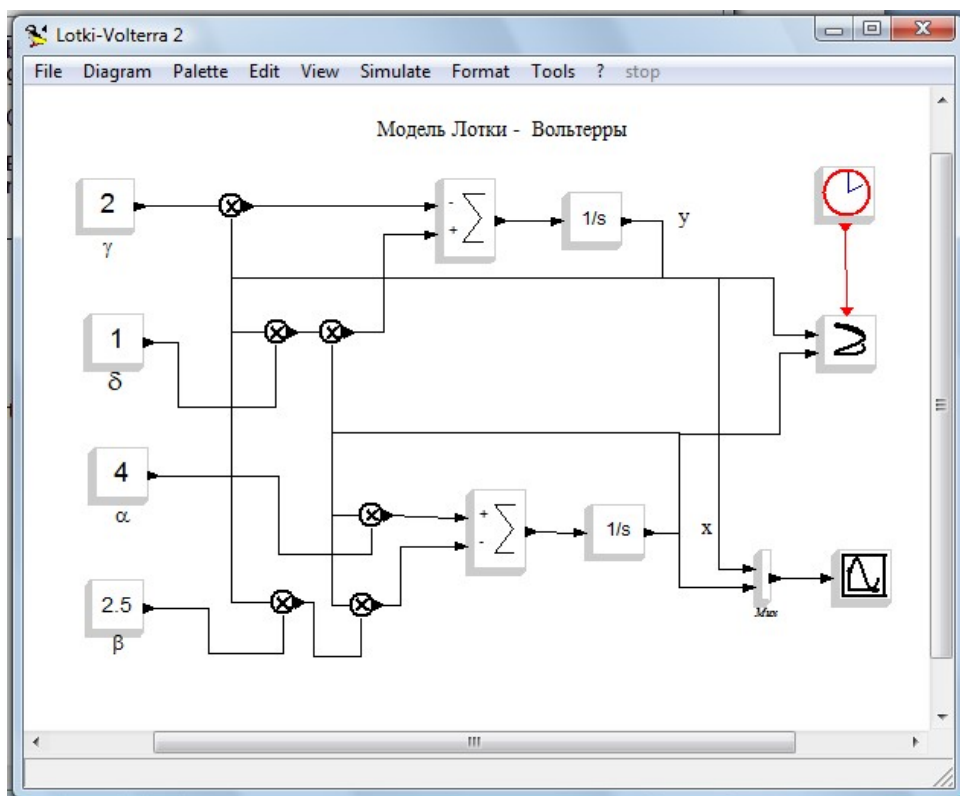 Lotki-Volterra 2
File Diagram Palette Edit View Simulate Format Tools ? stop
Модель Лотки - Вольтерры
2
γ
-
+
Σ
1/s
y
1
δ
4
α
+
-
Σ
1/s
x
2.5
β
Mux